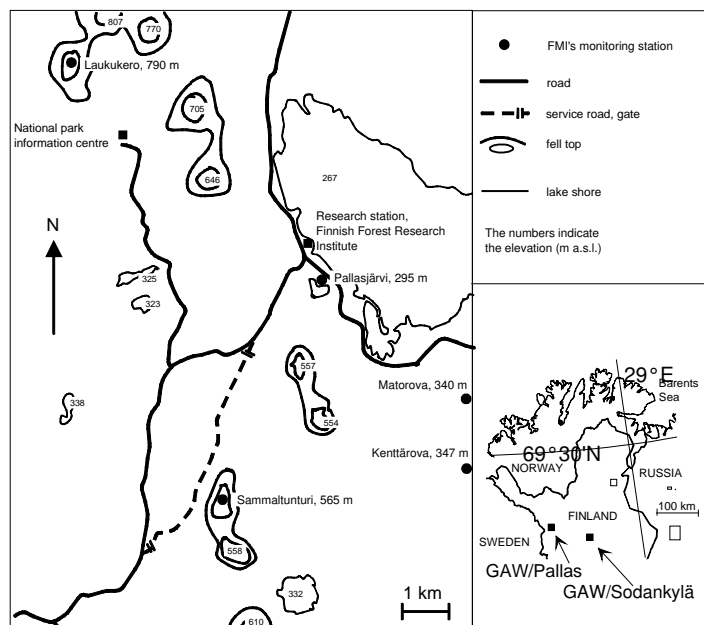 807
770
Laukukero, 790 m
705
National park
information centre
646
267
Research station,
Finnish Forest Research
Institute
N
Pallasjärvi, 295 m
325
323
557
Matorova, 340 m
338
554
Kenttärova, 347 m
Sammaltunturi, 565 m
558
332
610
1 km
FMI's monitoring station
road
service road, gate
fell top
lake shore
The numbers indicate
the elevation (m a.s.l.)
29°E
Barents
Sea
69°30'N
NORWAY
RUSSIA
100 km
FINLAND
SWEDEN
GAW/Pallas
GAW/Sodankylä